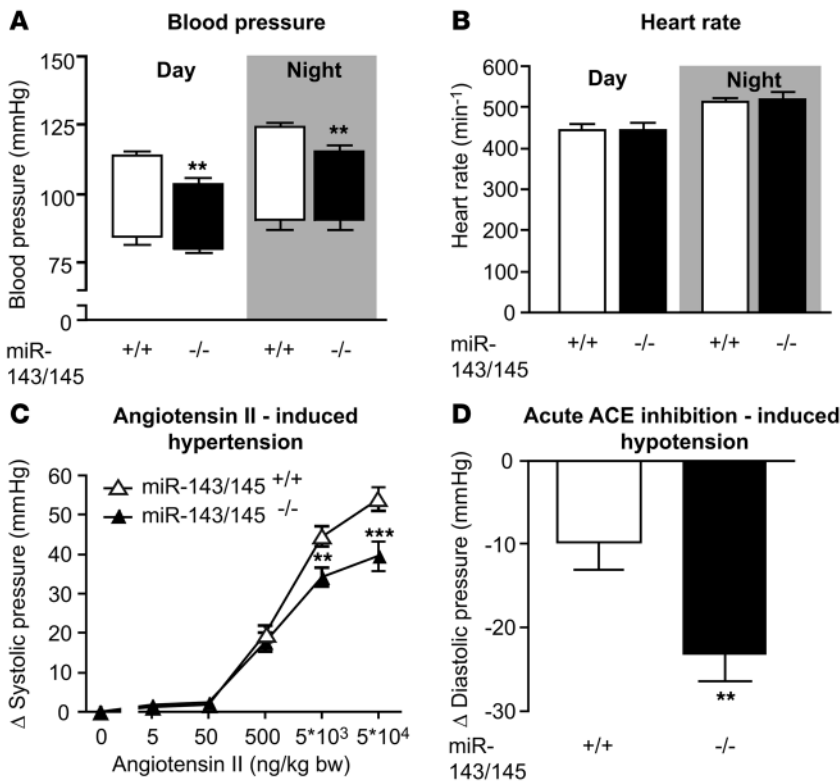 A
Blood pressure
Blood pressure (mmHg)
150
125
100
75
0
Day
Night
**
**
miR-
143/145
+/+
-/-
+/+
-/-
B
Heart rate
Heart rate (min-1)
600
500
400
300
200
100
0
Day
Night
miR-
143/145
+/+
-/-
+/+
-/-
C
Angiotensin II - induced
hypertension
Δ Systolic pressure (mmHg)
60
50
40
30
20
10
0
miR-143/145 +/+
miR-143/145 -/-
**
***
0 5 50 500 5*10³ 5*10⁴
Angiotensin II (ng/kg bw)
D
Acute ACE inhibition - induced
hypotension
Δ Diastolic pressure (mmHg)
0
-10
-20
-30
**
miR-
143/145
+/+
-/-